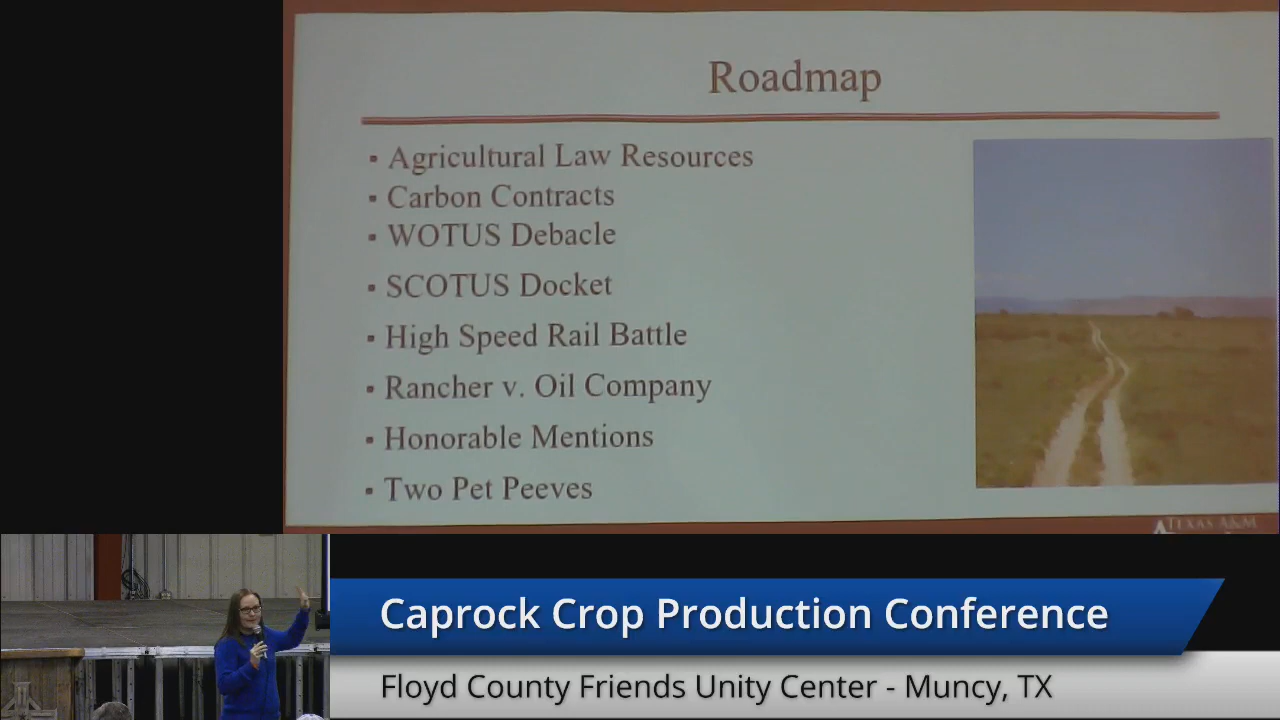 Roadmap
▪ Agricultural Law Resources
▪ Carbon Contracts
▪ WOTUS Debacle
▪ SCOTUS Docket
▪ High Speed Rail Battle
▪ Rancher v. Oil Company
▪ Honorable Mentions
▪ Two Pet Peeves
TEXAS A&M
Caprock Crop Production Conference
Floyd County Friends Unity Center - Muncy, TX